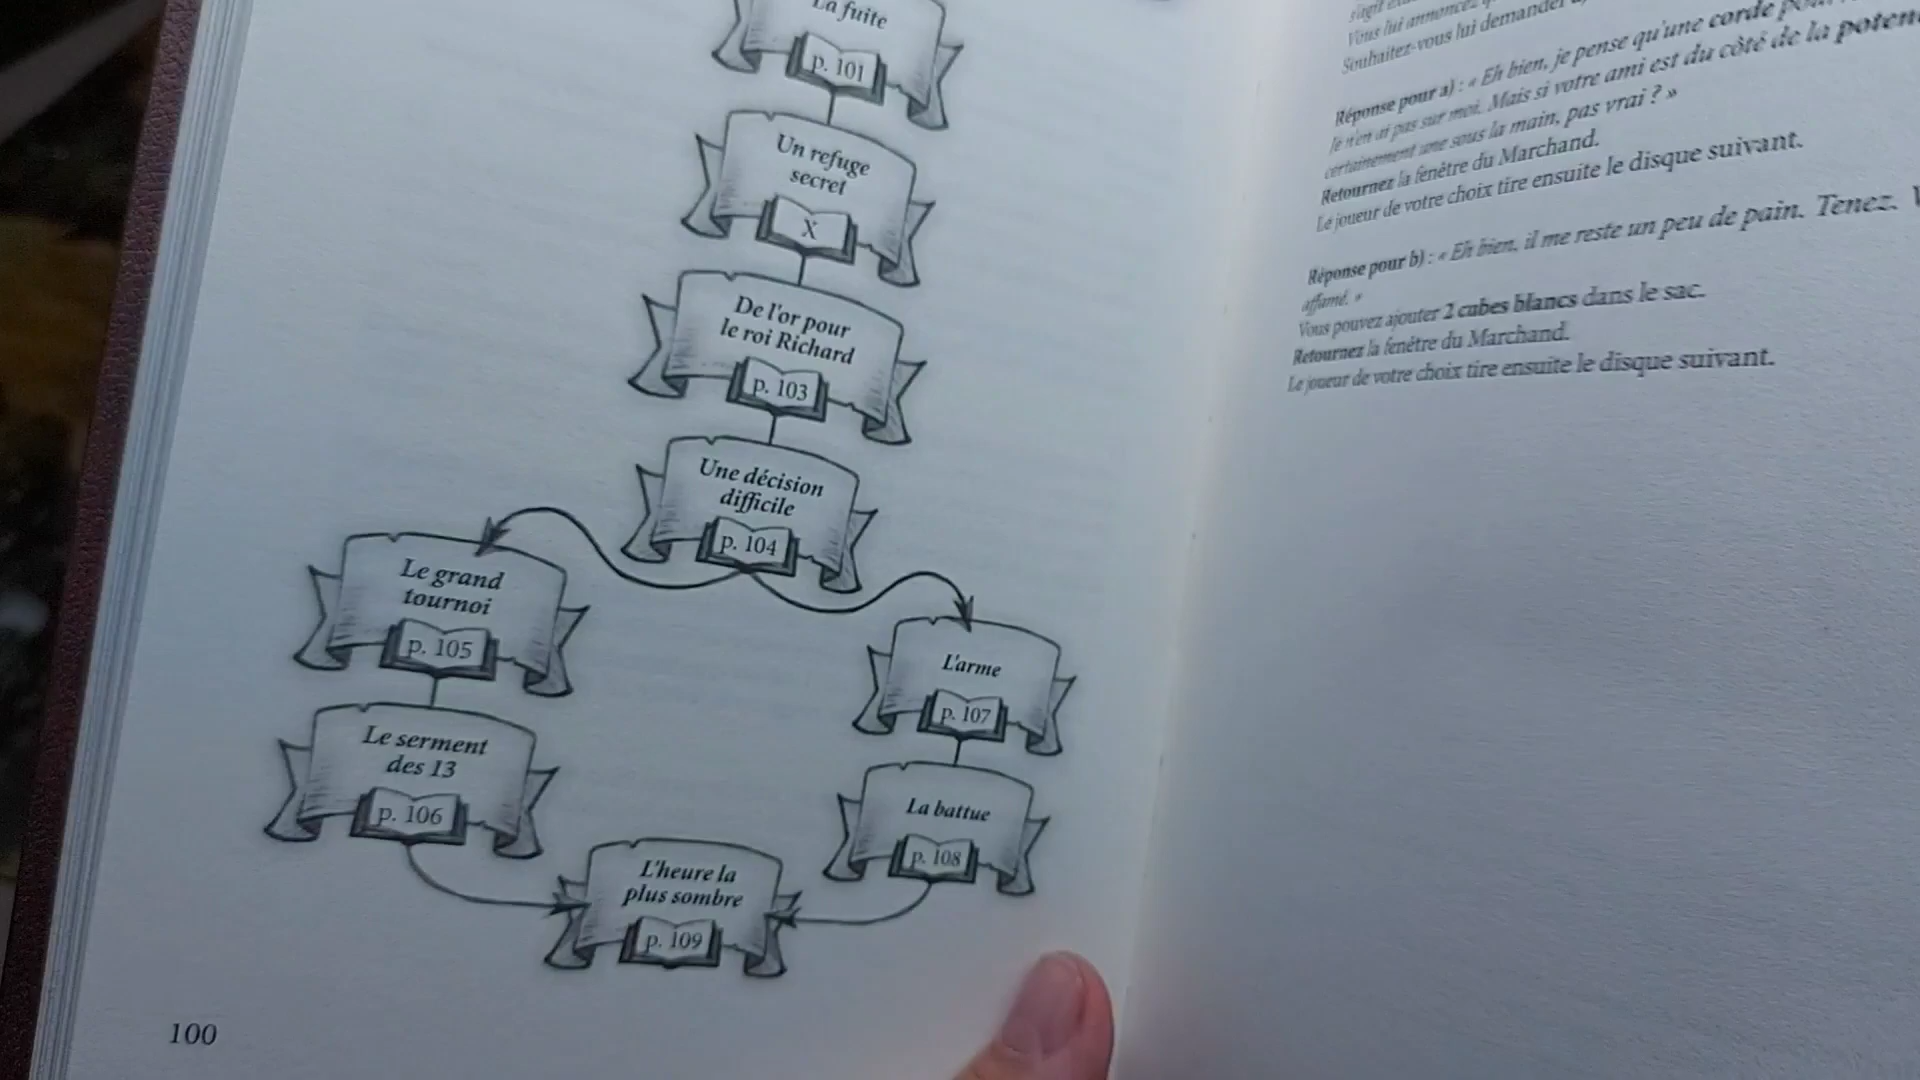 La fuite
p. 101
Un refuge
secret
X
De l'or pour
le roi Richard
p. 103
Une décision
difficile
p. 104
Le grand
tournoi
p. 105
L'arme
p. 107
Le serment
des 13
p. 106
La battue
p. 108
L'heure la
plus sombre
p. 109
100
s'agit
Vous lui annoncez
Souhaitez-vous lui demander
Réponse pour a) : « Eh bien, je pense qu'une corde
Je n'en ai pas sur moi. Mais si votre ami est du côté de la
certainement une sous la main, pas vrai ? »
Retournez la fenêtre du Marchand.
Le joueur de votre choix tire ensuite le disque suivant.
Réponse pour b) : « Eh bien, il me reste un peu de pain. Tenez.
affamé. »
Vous pouvez ajouter 2 cubes blancs dans le sac.
Retournez la fenêtre du Marchand.
Le joueur de votre choix tire ensuite le disque suivant.